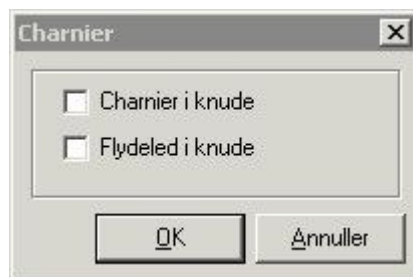 Charnier
Charnier i knude
Flydeled i knude
OK
Annuller